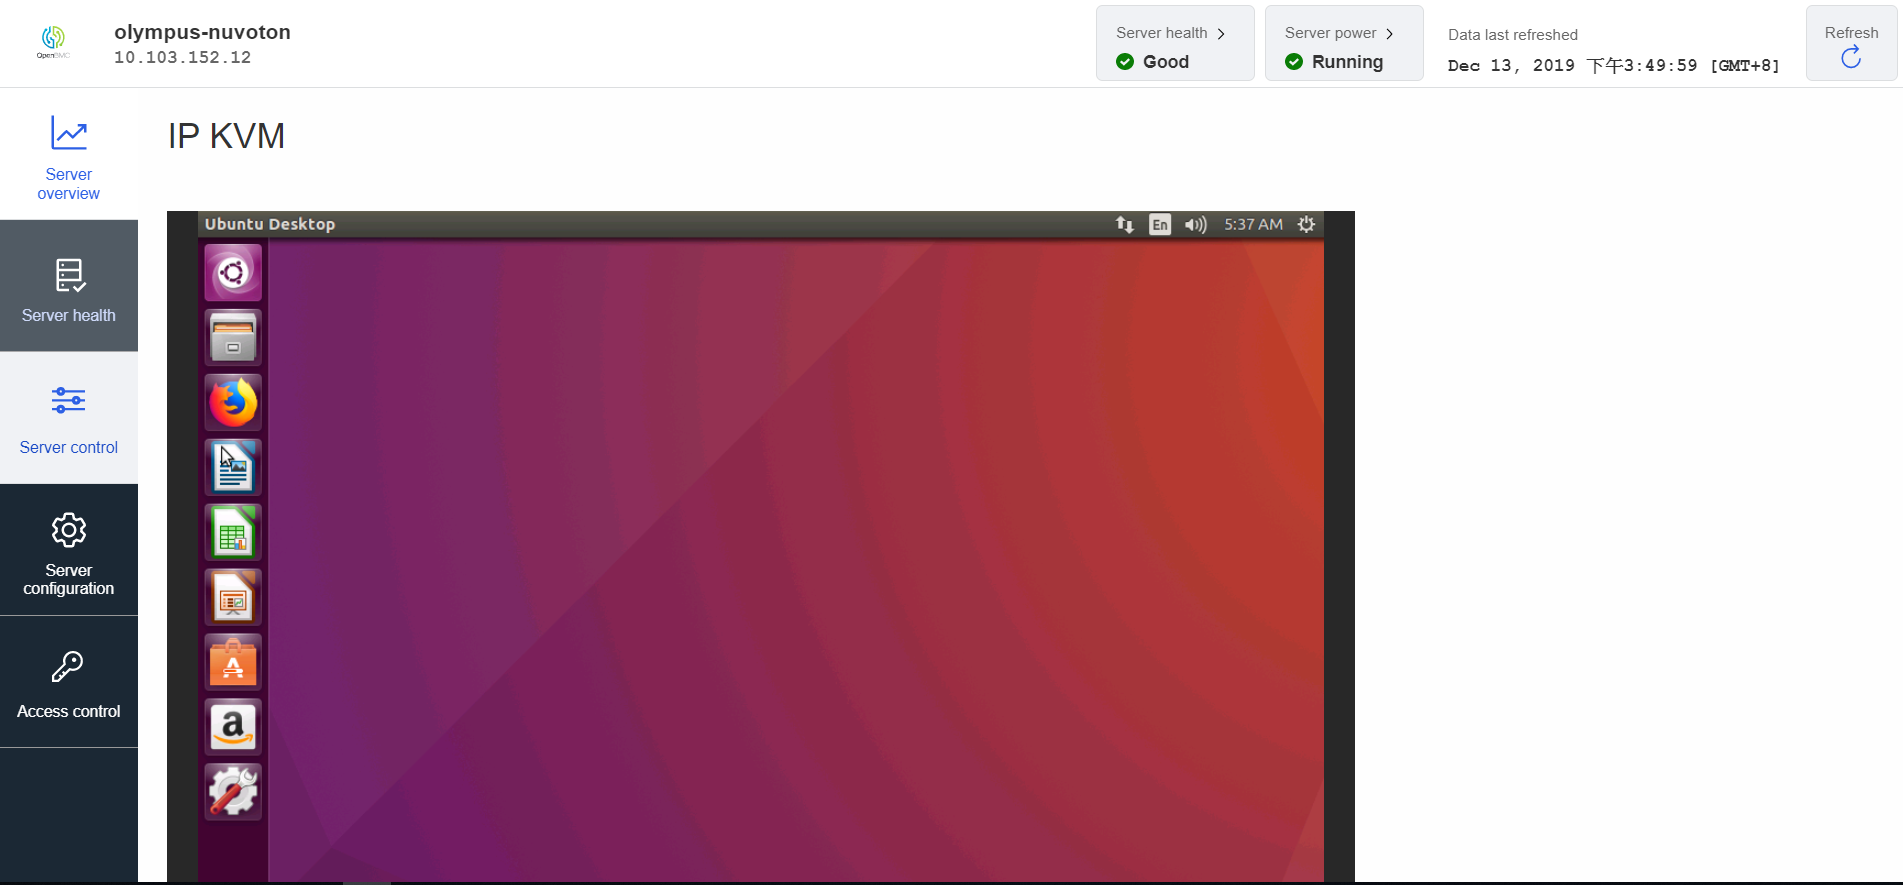 OpenBMC
olympus-nuvoton
10.103.152.12
Server health
Good
Server power
Running
Data last refreshed
Dec 13, 2019 下午3:49:59 [GMT+8]
Refresh
Server
overview
Server health
Server control
Server
configuration
Access control
IP KVM
Ubuntu Desktop
En
5:37 AM
A
a